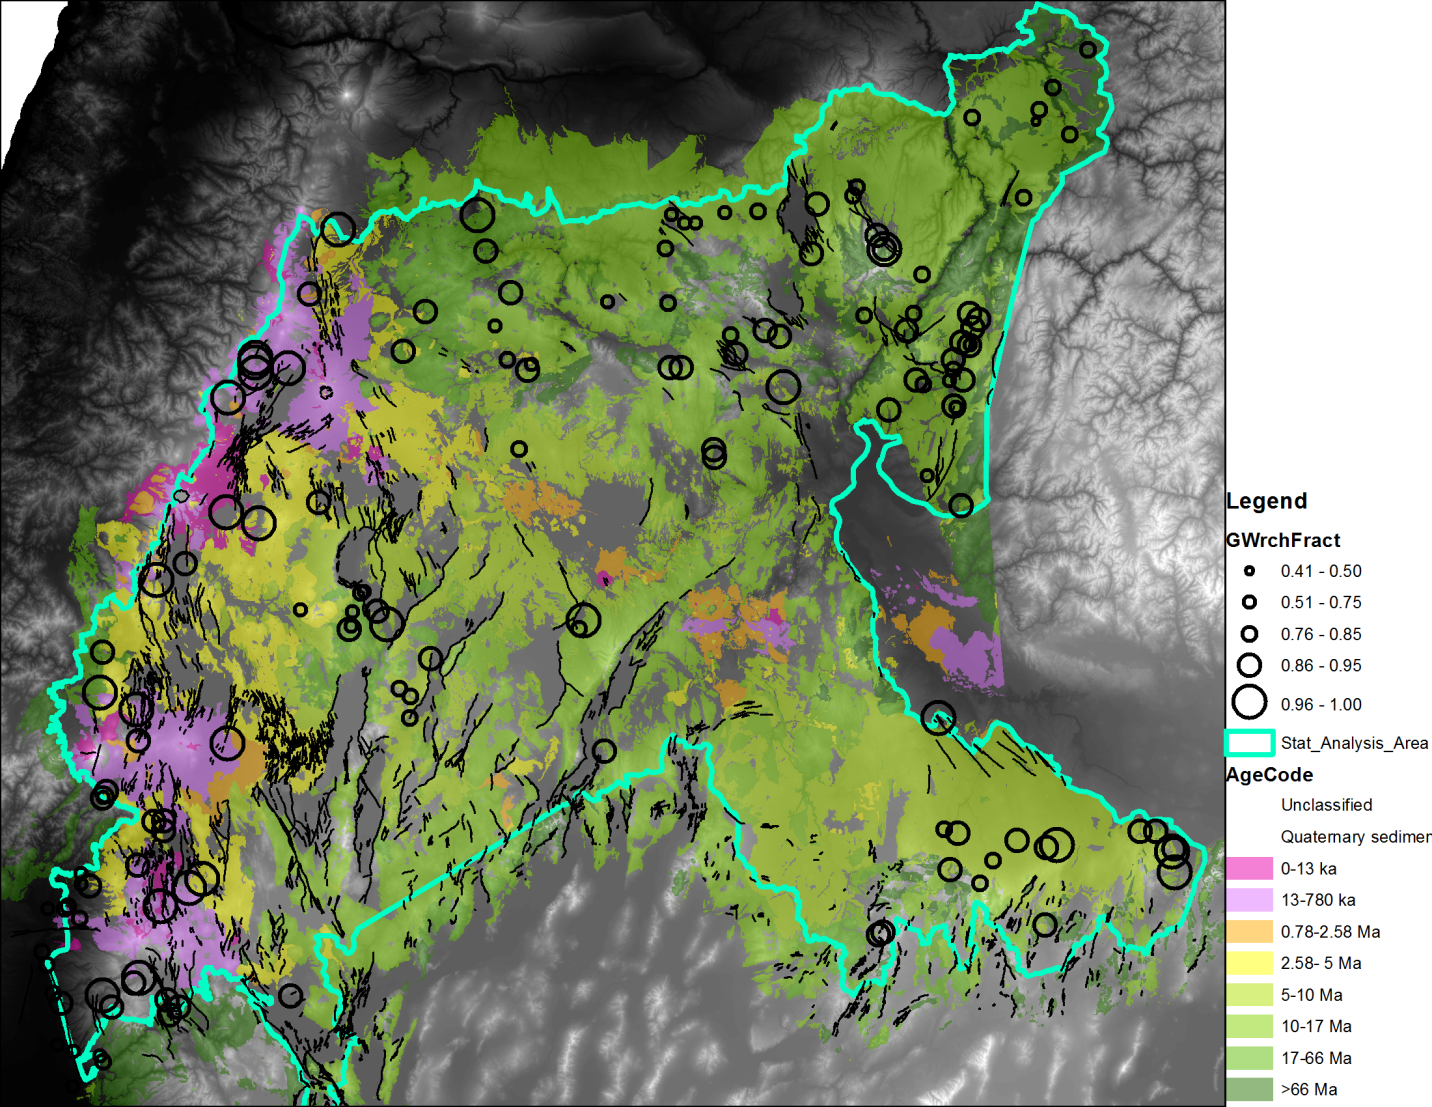 Legend
GWrchFract
0.41 - 0.50
0.51 - 0.75
0.76 - 0.85
0.86 - 0.95
0.96 - 1.00
Stat_Analysis_Area
AgeCode
Unclassified
Quaternary sedimer
0-13 ka
13-780 ka
0.78-2.58 Ma
2.58- 5 Ma
5-10 Ma
10-17 Ma
17-66 Ma
>66 Ma